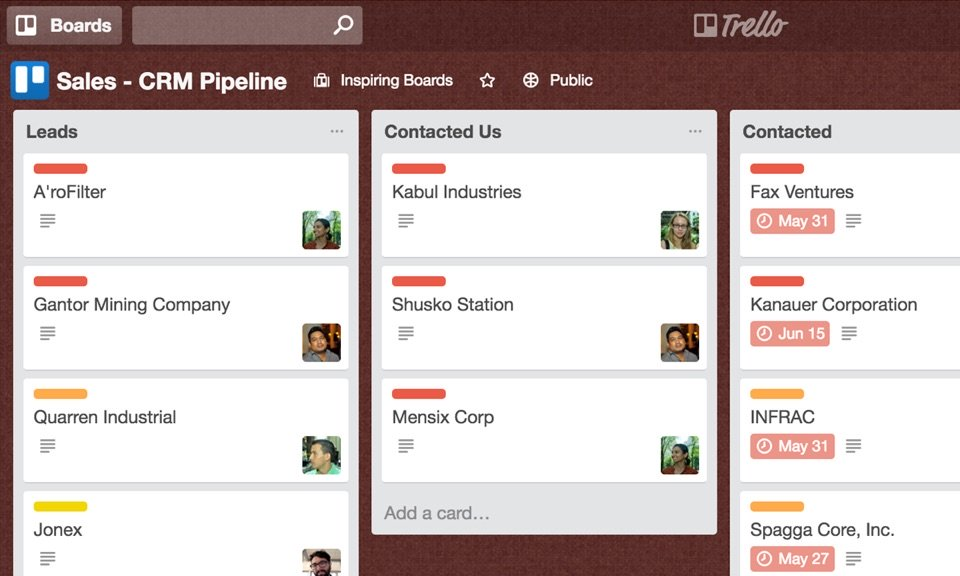 Boards
Trello
Sales - CRM Pipeline
Inspiring Boards
Public
Leads
A'roFilter
Gantor Mining Company
Quarren Industrial
Jonex
Contacted Us
Kabul Industries
Shusko Station
Mensix Corp
Add a card…
Contacted
Fax Ventures
May 31
Kanauer Corporation
Jun 15
INFRAC
May 31
Spagga Core, Inc.
May 27